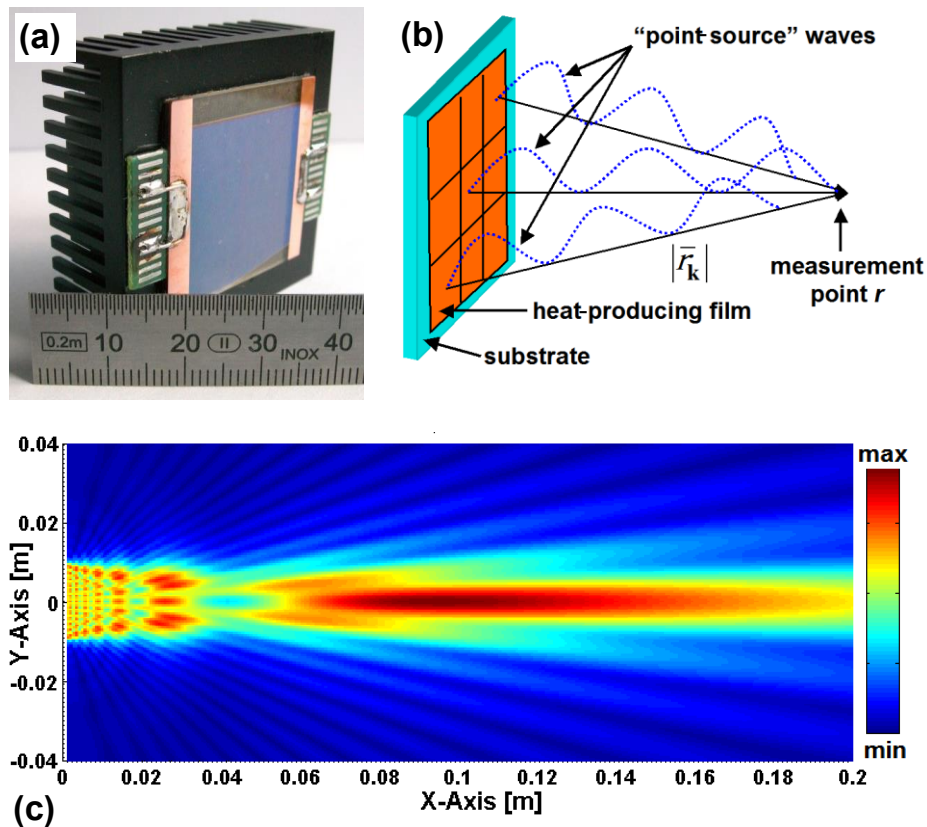 (a)
0.2m 10 20 II 30 INOX 40
(b)
"point-source" waves
|r̄ₖ|
measurement
point r
heat-producing film
substrate
0.04
0.02
0
-0.02
-0.04
Y-Axis [m]
0 0.02 0.04 0.06 0.08 0.1 0.12 0.14 0.16 0.18 0.2
X-Axis [m]
max
min
(c)